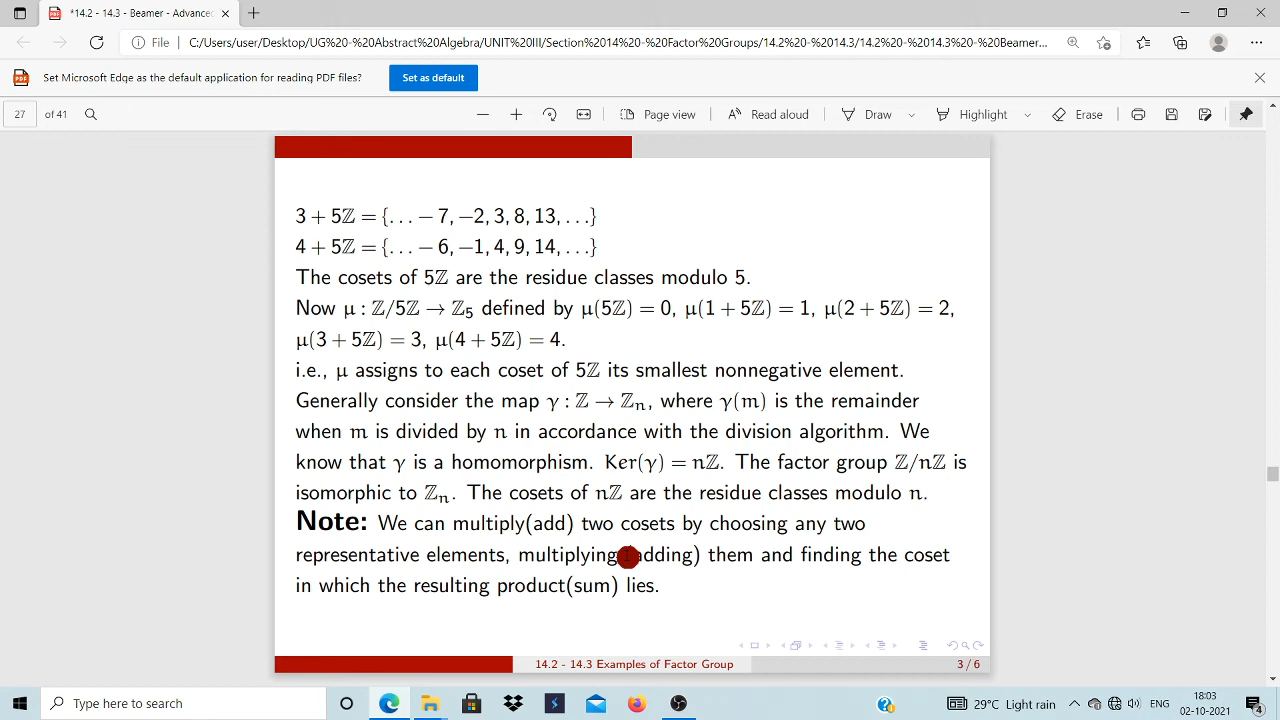 *14.2 - 14.3 - Beamer - Advance
File
C:/Users/user/Desktop/UG%20-%20Abstract%20Algebra/UNIT%20III/Section%2014%20Factor%20Groups/14.2%20-%2014.3/14.2%20-%2014.3%20-%20Beamer...
Set Microsoft Edge as the default application for reading PDF files?
Set as default
27 of 41
Page view
Read aloud
Draw
Highlight
Erase
3 + 5ℤ = {... − 7, −2, 3, 8, 13, ...}
4 + 5ℤ = {... − 6, −1, 4, 9, 14, ...}
The cosets of 5ℤ are the residue classes modulo 5.
Now μ : ℤ/5ℤ → ℤ₅ defined by μ(5ℤ) = 0, μ(1 + 5ℤ) = 1, μ(2 + 5ℤ) = 2,
μ(3 + 5ℤ) = 3, μ(4 + 5ℤ) = 4.
i.e., μ assigns to each coset of 5ℤ its smallest nonnegative element.
Generally consider the map γ : ℤ → ℤₙ, where γ(m) is the remainder
when m is divided by n in accordance with the division algorithm. We
know that γ is a homomorphism. Ker(γ) = nℤ. The factor group ℤ/nℤ is
isomorphic to ℤₙ. The cosets of nℤ are the residue classes modulo n.
Note: We can multiply(add) two cosets by choosing any two
representative elements, multiplying adding) them and finding the coset
in which the resulting product(sum) lies.
14.2 - 14.3 Examples of Factor Group
3 / 6
Type here to search
29°C Light rain
ENG
18:03
02-10-2021
4